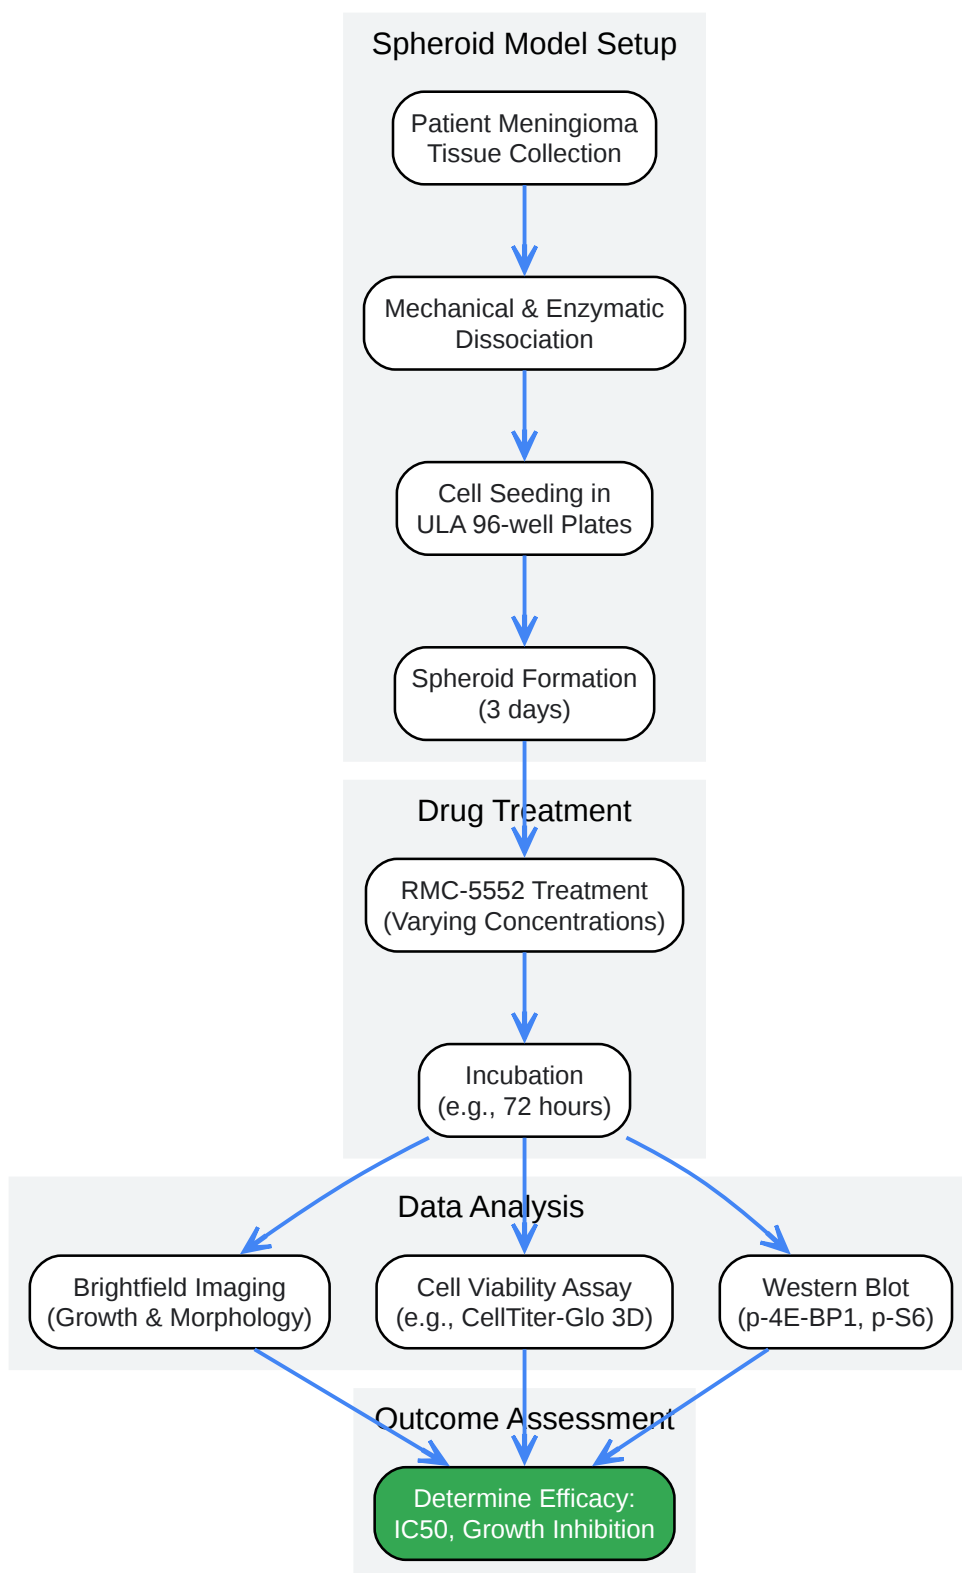 Spheroid Model Setup
Patient Meningioma
Tissue Collection
Mechanical & Enzymatic
Dissociation
Cell Seeding in
ULA 96-well Plates
Spheroid Formation
(3 days)
Drug Treatment
RMC-5552 Treatment
(Varying Concentrations)
Incubation
(e.g., 72 hours)
Data Analysis
Brightfield Imaging
(Growth & Morphology)
Cell Viability Assay
(e.g., CellTiter-Glo 3D)
Western Blot
(p-4E-BP1, p-S6)
Outcome Assessment
Determine Efficacy:
IC50, Growth Inhibition